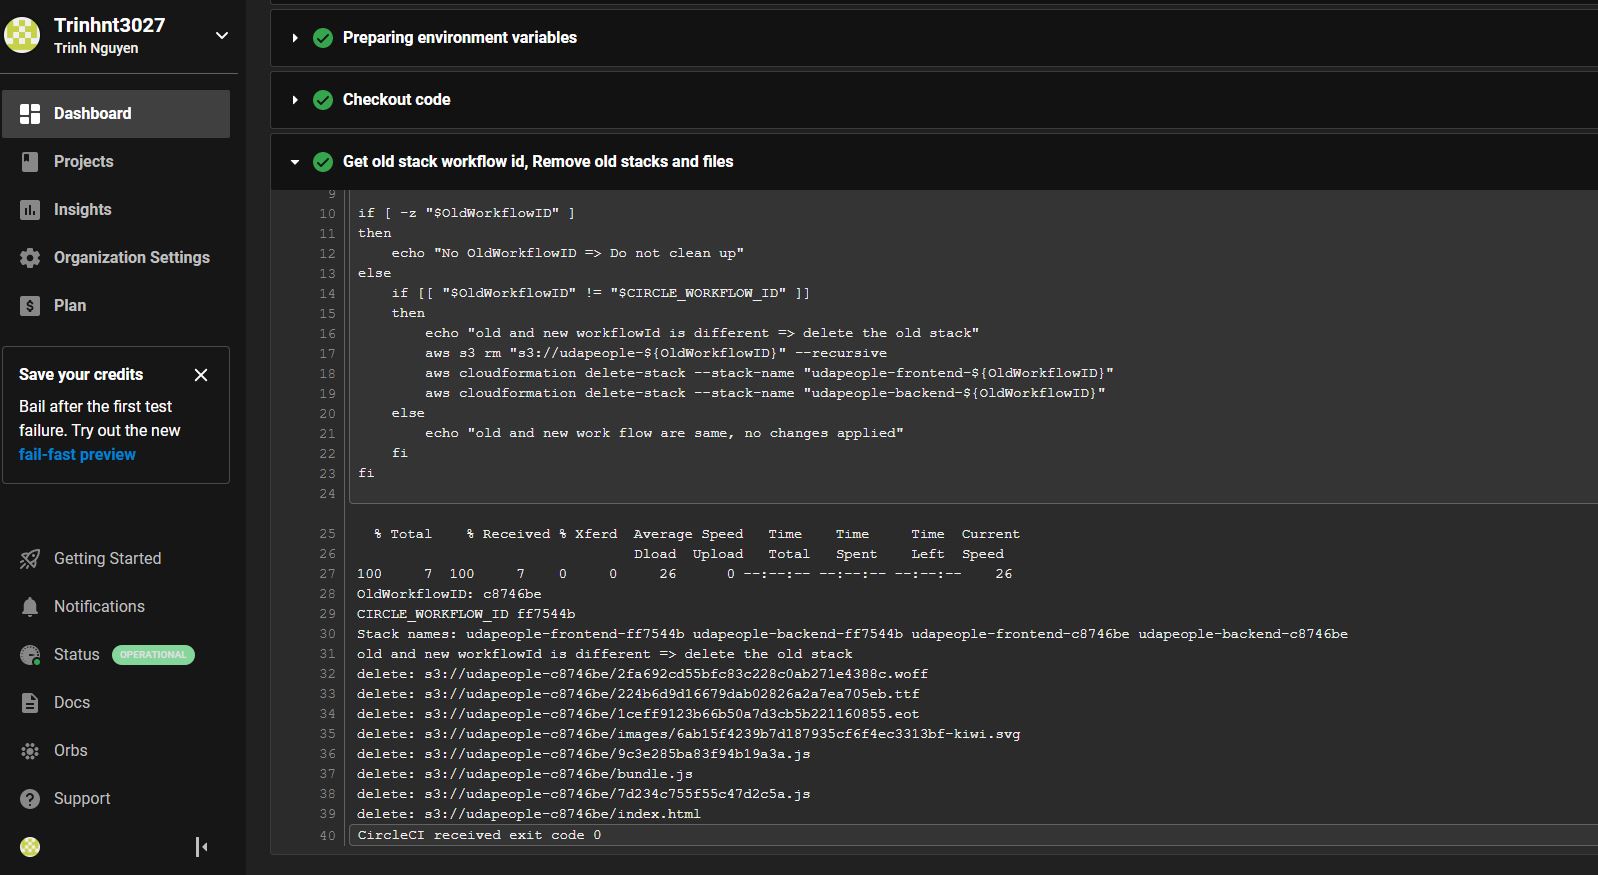 Trinhnt3027
Trinh Nguyen
Dashboard
Projects
Insights
Organization Settings
Plan
Save your credits
Bail after the first test
failure. Try out the new
fail-fast preview
Getting Started
Notifications
Status OPERATIONAL
Docs
Orbs
Support
Preparing environment variables
Checkout code
Get old stack workflow id, Remove old stacks and files
9
10 if [ -z "$OldWorkflowID" ]
11 then
12     echo "No OldWorkflowID => Do not clean up"
13 else
14     if [[ "$OldWorkflowID" != "$CIRCLE_WORKFLOW_ID" ]]
15     then
16         echo "old and new workflowId is different => delete the old stack"
17         aws s3 rm "s3://udapeople-${OldWorkflowID}" --recursive
18         aws cloudformation delete-stack --stack-name "udapeople-frontend-${OldWorkflowID}"
19         aws cloudformation delete-stack --stack-name "udapeople-backend-${OldWorkflowID}"
20     else
21         echo "old and new work flow are same, no changes applied"
22     fi
23 fi
24
25   % Total    % Received % Xferd  Average Speed   Time    Time     Time  Current
26                                  Dload  Upload   Total   Spent    Left  Speed
27 100     7  100     7    0     0     26      0 --:--:-- --:--:-- --:--:--    26
28 OldWorkflowID: c8746be
29 CIRCLE_WORKFLOW_ID ff7544b
30 Stack names: udapeople-frontend-ff7544b udapeople-backend-ff7544b udapeople-frontend-c8746be udapeople-backend-c8746be
31 old and new workflowId is different => delete the old stack
32 delete: s3://udapeople-c8746be/2fa692cd55bfc83c228c0ab271e4388c.woff
33 delete: s3://udapeople-c8746be/224b6d9d16679dab02826a2a7ea705eb.ttf
34 delete: s3://udapeople-c8746be/1ceff9123b66b50a7d3cb5b221160855.eot
35 delete: s3://udapeople-c8746be/images/6ab15f4239b7d187935cf6f4ec3313bf-kiwi.svg
36 delete: s3://udapeople-c8746be/9c3e285ba83f94b19a3a.js
37 delete: s3://udapeople-c8746be/bundle.js
38 delete: s3://udapeople-c8746be/7d234c755f55c47d2c5a.js
39 delete: s3://udapeople-c8746be/index.html
40 CircleCI received exit code 0